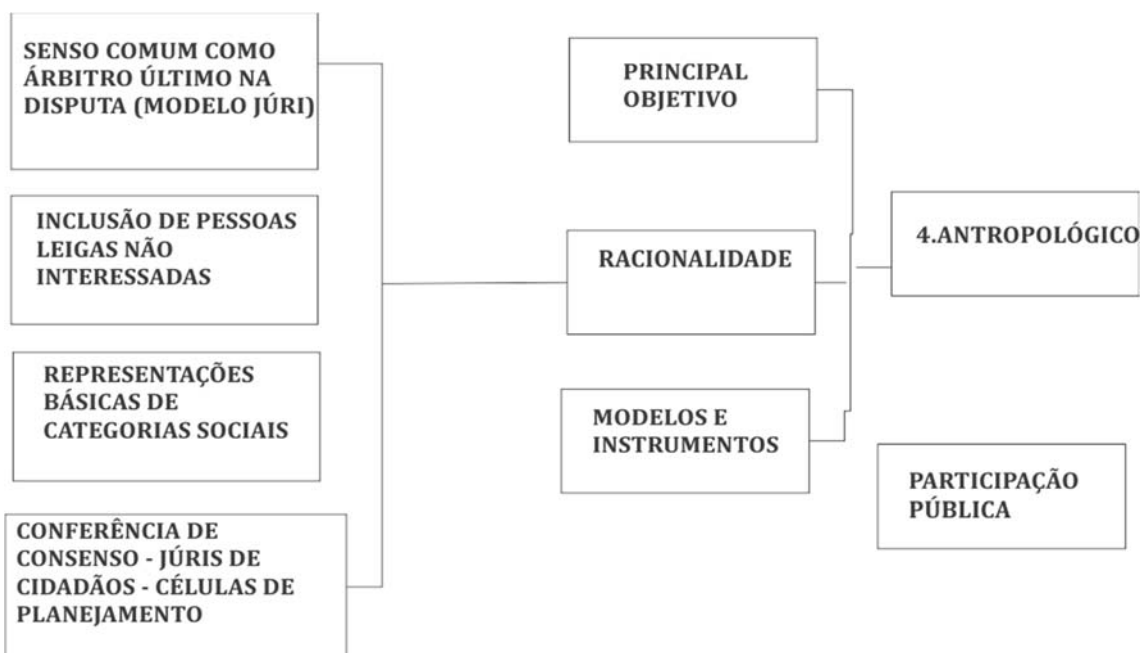 SENSO COMUM COMO
ÁRBITRO ÚLTIMO NA
DISPUTA (MODELO JÚRI)
INCLUSÃO DE PESSOAS
LEIGAS NÃO
INTERESSADAS
REPRESENTAÇÕES
BÁSICAS DE
CATEGORIAS SOCIAIS
CONFERÊNCIA DE
CONSENSO - JÚRIS DE
CIDADÃOS - CÉLULAS DE
PLANEJAMENTO
PRINCIPAL
OBJETIVO
RACIONALIDADE
MODELOS E
INSTRUMENTOS
4.ANTROPOLÓGICO
PARTICIPAÇÃO
PÚBLICA